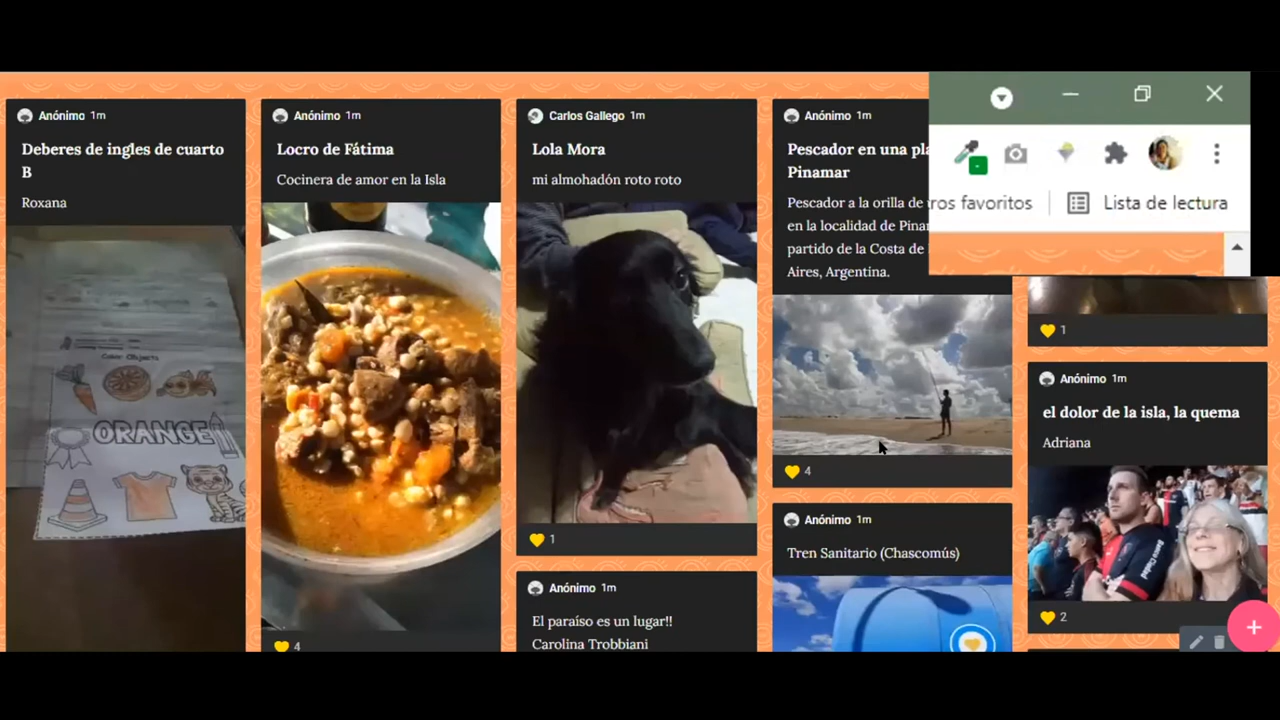 Anónimo 1m
Deberes de ingles de cuarto
B
Roxana
Color Objects
ORANGE
Anónimo 1m
Locro de Fátima
Cocinera de amor en la Isla
4
Carlos Gallego 1m
Lola Mora
mi almohadón roto roto
1
Anónimo 1m
El paraíso es un lugar!!
Carolina Trobbiani
Anónimo 1m
Pescador en una pla
Pinamar
Pescador a la orilla de
en la localidad de Pina
partido de la Costa de
Aires, Argentina.
4
Anónimo 1m
Tren Sanitario (Chascomús)
ros favoritos
Lista de lectura
1
Anónimo 1m
el dolor de la isla, la quema
Adriana
2